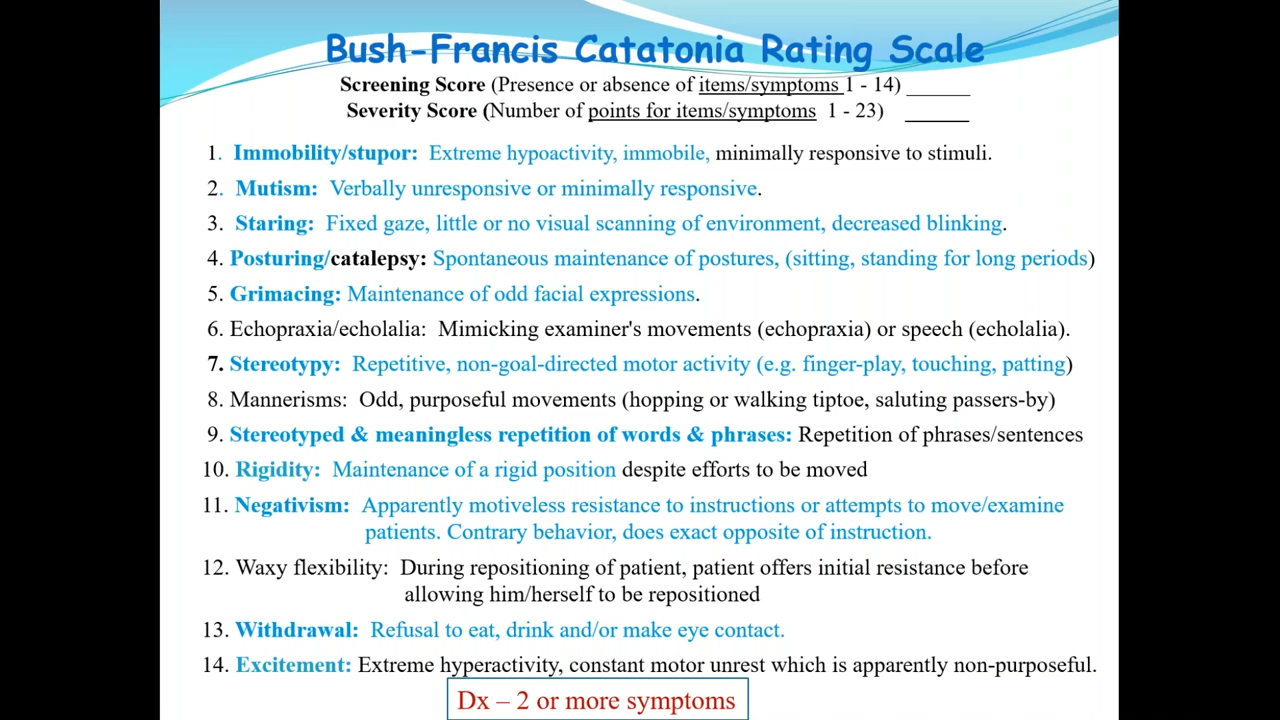 Bush-Francis Catatonia Rating Scale
Screening Score (Presence or absence of items/symptoms 1 - 14) ______
Severity Score (Number of points for items/symptoms 1 - 23) ______
1. Immobility/stupor: Extreme hypoactivity, immobile, minimally responsive to stimuli.
2. Mutism: Verbally unresponsive or minimally responsive.
3. Staring: Fixed gaze, little or no visual scanning of environment, decreased blinking.
4. Posturing/catalepsy: Spontaneous maintenance of postures, (sitting, standing for long periods)
5. Grimacing: Maintenance of odd facial expressions.
6. Echopraxia/echolalia: Mimicking examiner's movements (echopraxia) or speech (echolalia).
7. Stereotypy: Repetitive, non-goal-directed motor activity (e.g. finger-play, touching, patting)
8. Mannerisms: Odd, purposeful movements (hopping or walking tiptoe, saluting passers-by)
9. Stereotyped & meaningless repetition of words & phrases: Repetition of phrases/sentences
10. Rigidity: Maintenance of a rigid position despite efforts to be moved
11. Negativism: Apparently motiveless resistance to instructions or attempts to move/examine
patients. Contrary behavior, does exact opposite of instruction.
12. Waxy flexibility: During repositioning of patient, patient offers initial resistance before
allowing him/herself to be repositioned
13. Withdrawal: Refusal to eat, drink and/or make eye contact.
14. Excitement: Extreme hyperactivity, constant motor unrest which is apparently non-purposeful.
Dx – 2 or more symptoms